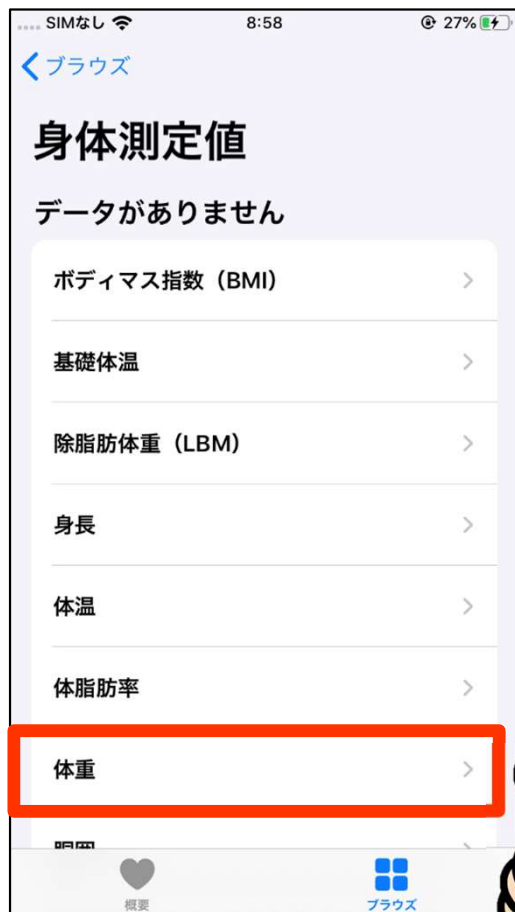 SIMなし 8:58 27%
ブラウズ
身体測定値
データがありません
ボディマス指数（BMI）
基礎体温
除脂肪体重（LBM）
身長
体温
体脂肪率
体重
概要 ブラウズ